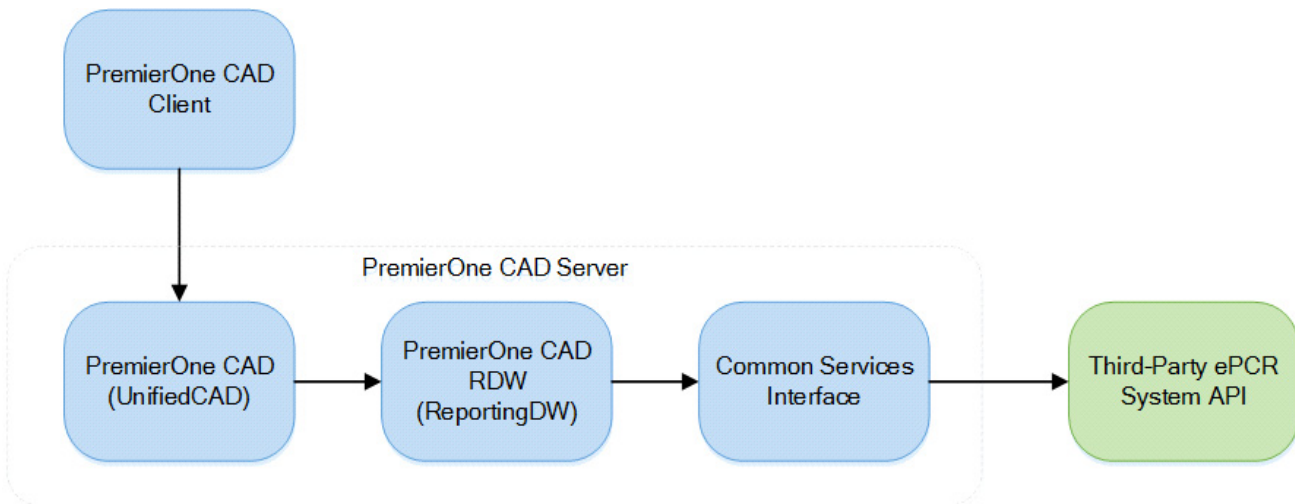 PremierOne CAD
Client
PremierOne CAD Server
PremierOne CAD
(UnifiedCAD)
PremierOne CAD
RDW
(ReportingDW)
Common Services
Interface
Third-Party ePCR
System API